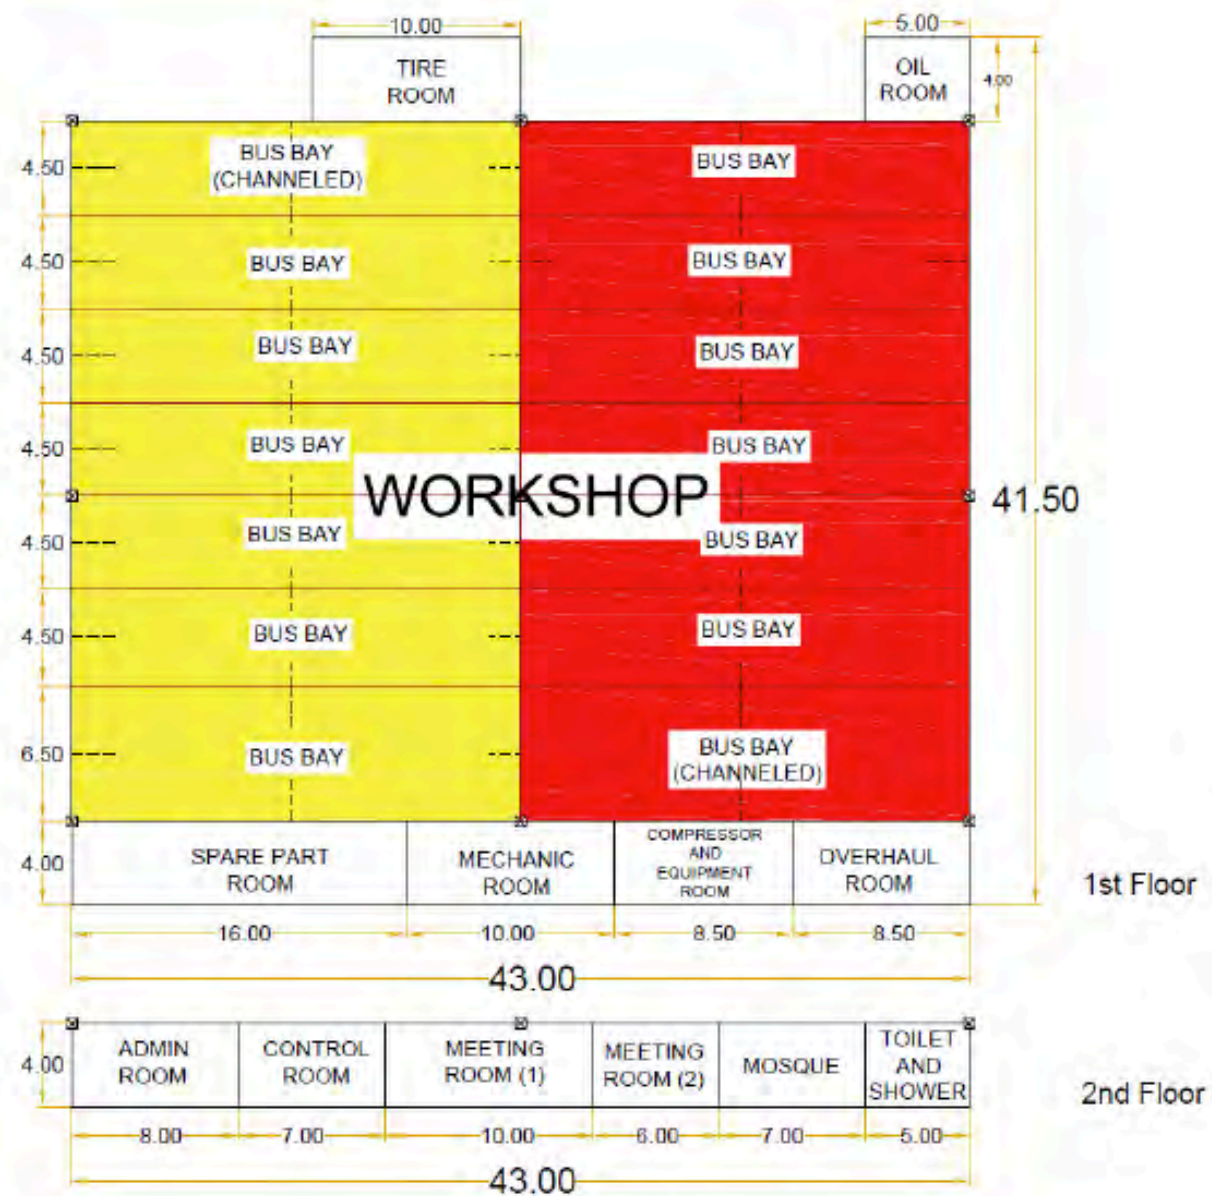 10.00
5.00
TIRE
ROOM
OIL
ROOM
4.00
4.50
BUS BAY
(CHANNELED)
BUS BAY
4.50
BUS BAY
BUS BAY
4.50
BUS BAY
BUS BAY
4.50
BUS BAY
BUS BAY
WORKSHOP
41.50
4.50
BUS BAY
BUS BAY
4.50
BUS BAY
BUS BAY
6.50
BUS BAY
BUS BAY
(CHANNELED)
4.00
SPARE PART
ROOM
MECHANIC
ROOM
COMPRESSOR
AND
EQUIPMENT
ROOM
OVERHAUL
ROOM
1st Floor
16.00
10.00
8.50
8.50
43.00
4.00
ADMIN
ROOM
CONTROL
ROOM
MEETING
ROOM (1)
MEETING
ROOM (2)
MOSQUE
TOILET
AND
SHOWER
2nd Floor
8.00
7.00
10.00
6.00
7.00
5.00
43.00